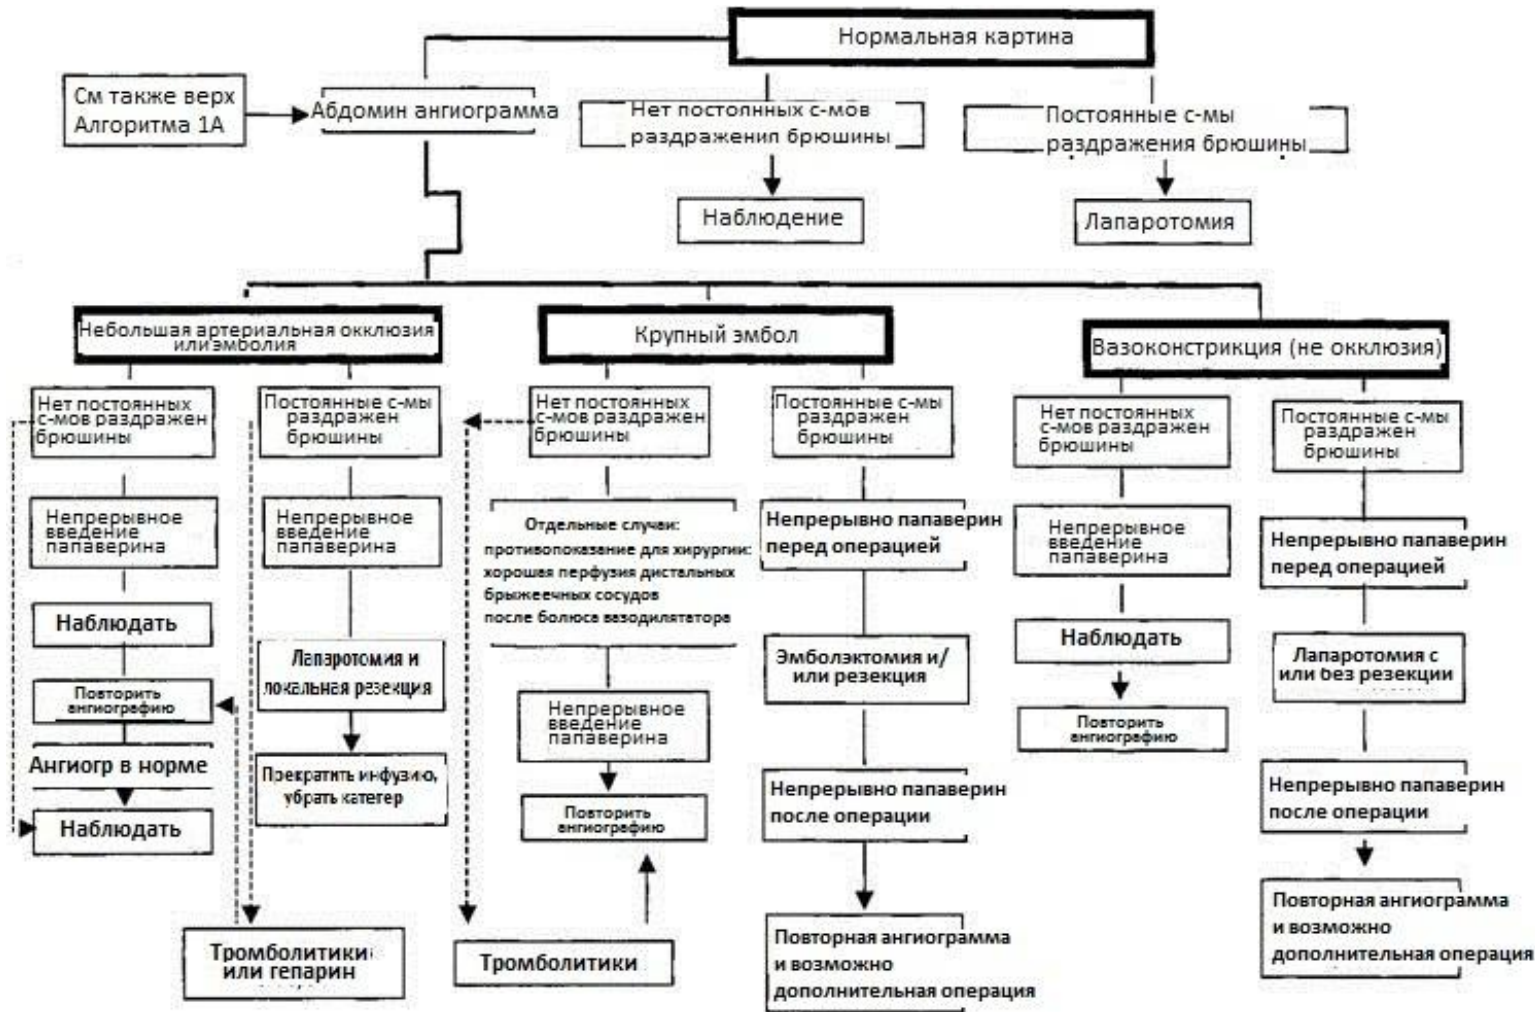 Нормальная картина
См также верх
Алгоритма 1А
Абдомин ангиограмма
Нет постоянных с-мов
раздражения брюшины
Постоянные с-мы
раздражения брюшины
Наблюдение
Лапаротомия
Небольшая артериальная окклюзия
или эмболия
Нет постоянных
с-мов раздражен
брюшины
Непрерывное
введение
папаверина
Наблюдать
Повторить
ангиографию
Ангиогр в норме
Наблюдать
Постоянные с-мы
раздражен
брюшины
Непрерывное
введение
папаверина
Лапаротомия и
локальная резекция
Прекратить инфузию,
убрать катетер
Тромболитики
или гепарин
Крупный эмбол
Нет постоянных
с-мов раздражен
брюшины
Отдельные случви:
противопоказание для хирургии:
хорошая перфузия дистальных
брыжеечных сосудов
после болюса вазодилятатора
Непрерывное
введение
папаверина
Повторить
ангиографию
Тромболитики
Постоянные с-мы
раздражен
брюшины
Непрерывно папаверин
перед операцией
Эмболэктомия и/
или резекция
Непрерывно папаверин
после операции
Повторная ангиограмма
и возможно
дополнительная операция
Вазоконстрикция (не окклюзия)
Нет постоянных
с-мов раздражен
брюшины
Непрерывное
введение
папаверина
Наблюдать
Повторить
ангиографию
Постоянные с-мы
раздражен
брюшины
Непрерывно папаверин
перед операцией
Лапаротомия с
или без резекции
Непрерывно папаверин
после операции
Повторная ангиограмма
и возможно
дополнительная операция